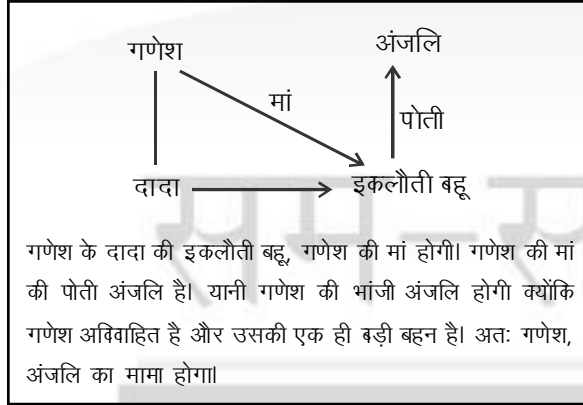 गणेश अंजलि
मां
पोती
दादा इकलौती बहू
गणेश के दादा की इकलौती बहू, गणेश की मां होगी। गणेश की मां
की पोती अंजलि है। यानी गणेश की भांजी अंजलि होगी क्योंकि
गणेश अविवाहित है और उसकी एक ही बड़ी बहन है। अतः गणेश,
अंजलि का मामा होगा।